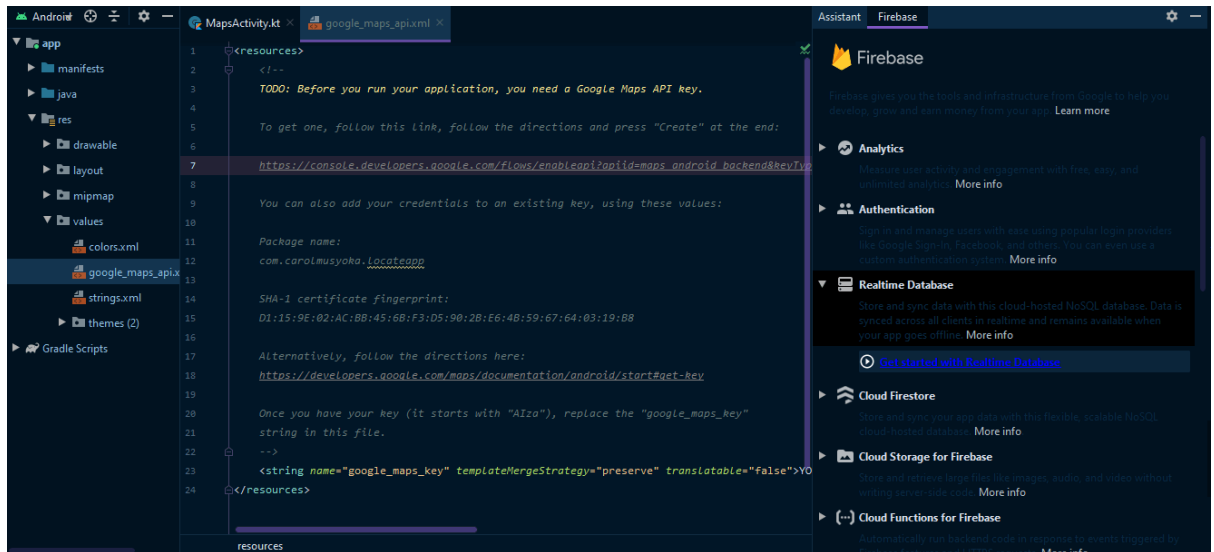 Android
app
manifests
java
res
drawable
layout
mipmap
values
colors.xml
google_maps_api.x
strings.xml
themes (2)
Gradle Scripts
MapsActivity.kt
google_maps_api.xml
1 <resources>
2 <!--
3 TODO: Before you run your application, you need a Google Maps API key.
4
5 To get one, follow this link, follow the directions and press "Create" at the end:
6
7 https://console.developers.google.com/flows/enableapi?apiid=maps_android_backend&keyTyp
8
9 You can also add your credentials to an existing key, using these values:
10
11 Package name:
12 com.carolmusyoka.locateapp
13
14 SHA-1 certificate fingerprint:
15 D1:15:9E:02:AC:BB:45:6B:F3:D5:90:2B:E6:4B:59:67:64:03:19:B8
16
17 Alternatively, follow the directions here:
18 https://developers.google.com/maps/documentation/android/start#get-key
19
20 Once you have your key (it starts with "AIza"), replace the "google_maps_key"
21 string in this file.
22 -->
23 <string name="google_maps_key" templateMergeStrategy="preserve" translatable="false">YO
24 </resources>
resources
Assistant Firebase
Firebase
Firebase gives you the tools and infrastructure from Google to help you
develop, grow and earn money from your app. Learn more
Analytics
Measure user activity and engagement with free, easy, and
unlimited analytics. More info
Authentication
Sign in and manage users with ease using popular login providers
like Google Sign-In, Facebook, and others. You can even use a
custom authentication system. More info
Realtime Database
Store and sync data with this cloud-hosted NoSQL database. Data is
synced across all clients in realtime and remains available when
your app goes offline. More info
Get started with Realtime Database
Cloud Firestore
Store and sync your app data with this flexible, scalable NoSQL
cloud-hosted database. More info
Cloud Storage for Firebase
Store and retrieve large files like images, audio, and video without
writing server-side code. More info
Cloud Functions for Firebase
Automatically run backend code in response to events triggered by
More info